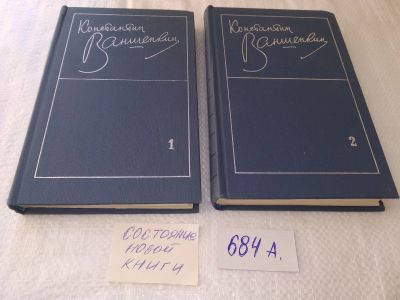 Константин
Ваншенкин
1
Константин
Ваншенкин
2
СОСТОЯНИЕ
НОВОЙ
КНИГИ
684 А.